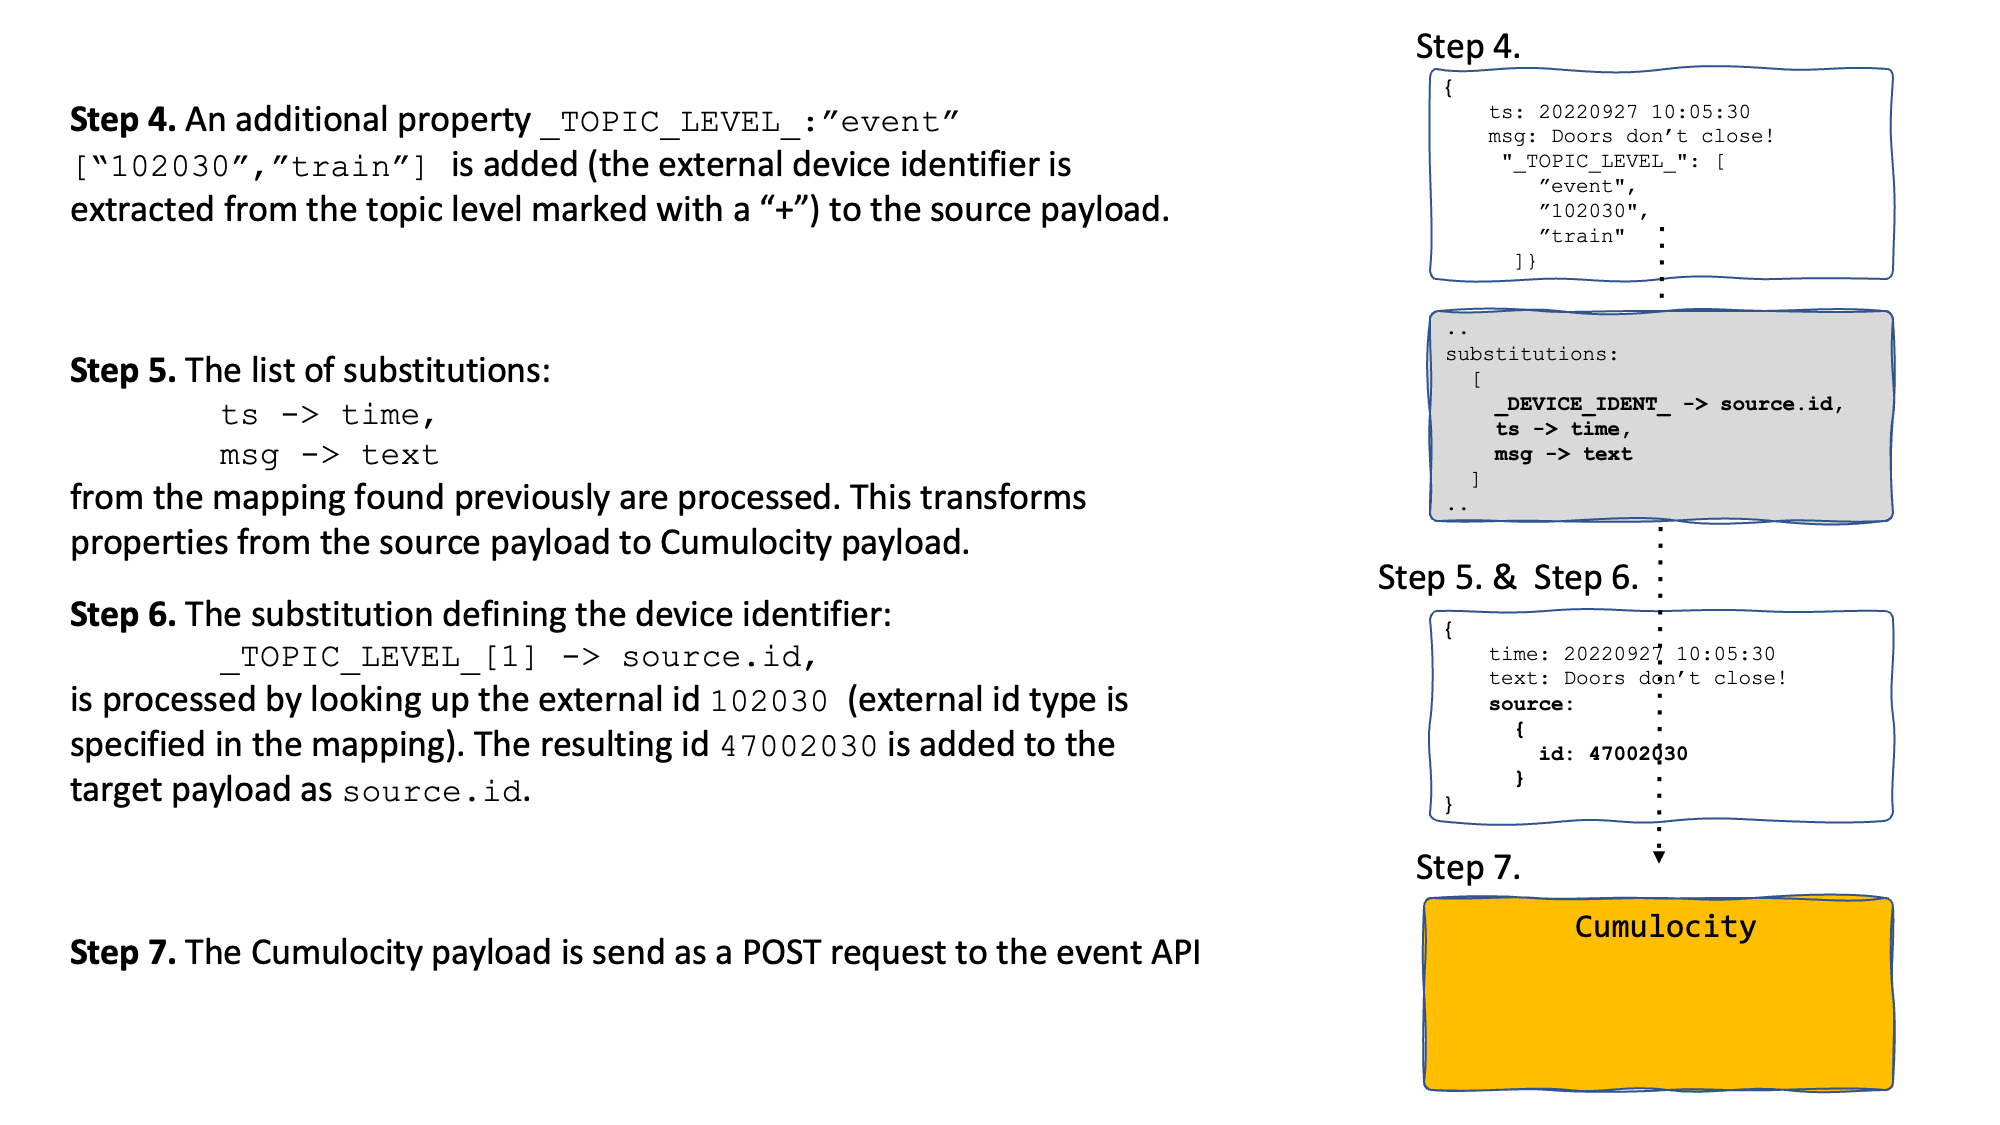 Step 4. An additional property _TOPIC_LEVEL_:”event”
[“102030”,”train”] is added (the external device identifier is
extracted from the topic level marked with a “+”) to the source payload.
Step 5. The list of substitutions:
ts -> time,
msg -> text
from the mapping found previously are processed. This transforms
properties from the source payload to Cumulocity payload.
Step 6. The substitution defining the device identifier:
_TOPIC_LEVEL_[1] -> source.id,
is processed by looking up the external id 102030 (external id type is
specified in the mapping). The resulting id 47002030 is added to the
target payload as source.id.
Step 7. The Cumulocity payload is send as a POST request to the event API
Step 4.
{
ts: 20220927 10:05:30
msg: Doors don’t close!
"_TOPIC_LEVEL_": [
”event",
”102030",
”train"
]}
..
substitutions:
[
_DEVICE_IDENT_ -> source.id,
ts -> time,
msg -> text
]
..
Step 5. & Step 6.
{
time: 20220927 10:05:30
text: Doors don’t close!
source:
{
id: 47002030
}
}
Step 7.
Cumulocity